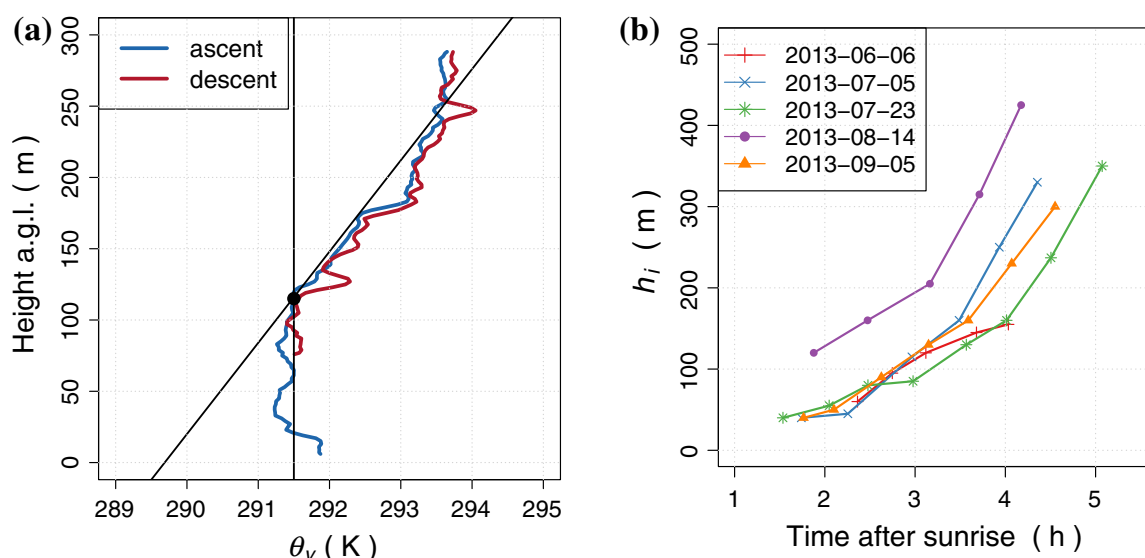 (a)
ascent
descent
Height a.g.l. ( m )
300
250
200
150
100
50
0
289 290 291 292 293 294 295
θv ( K )
(b)
2013−06−06
2013−07−05
2013−07−23
2013−08−14
2013−09−05
hi ( m )
500
400
300
200
100
0
1 2 3 4 5
Time after sunrise ( h )